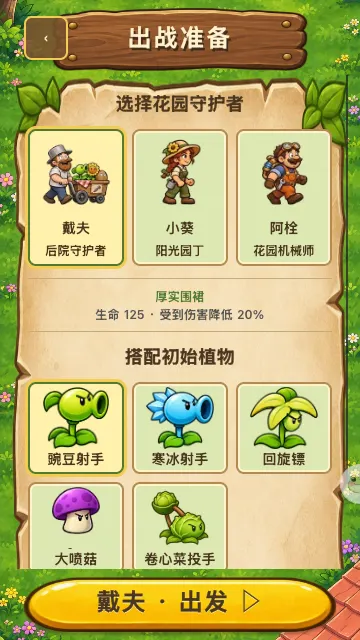 出战准备
选择花园守护者
戴夫
后院守护者
小葵
阳光园丁
阿栓
花园机械师
厚实围裙
生命 125 · 受到伤害降低 20%
搭配初始植物
豌豆射手
寒冰射手
回旋镖
大喷菇
卷心菜投手
戴夫 · 出发 ▷